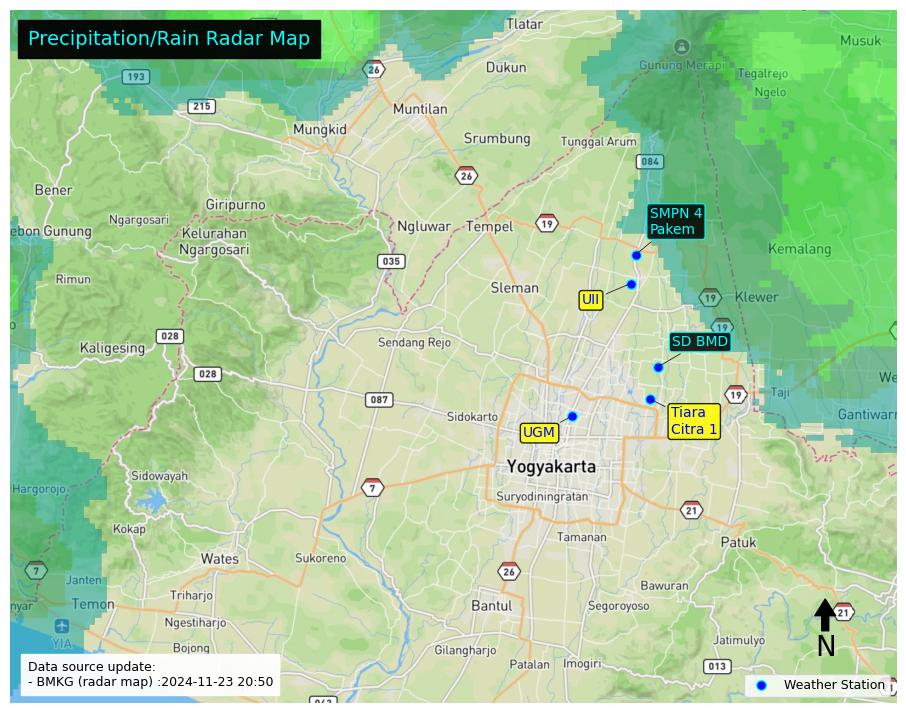 Precipitation/Rain Radar Map
Tlatar
Musuk
26
Gunung Merapi
Dukun
Tegalrejo
193
Ngelo
215
Muntilan
Mungkid
Srumbung
Tunggal Arum
084
26
Bener
Giripurno
SMPN 4
Pakem
Ngargosari
ebon Gunung
Kelurahan
Ngargosari
Ngluwar
Tempel
19
Kemalang
035
Rimun
Sleman
UII
19
Klewer
19
028
Kaligesing
Sendang Rejo
SD BMD
028
We
087
19
Taji
Sidokarto
Tiara
Citra 1
Gantiwarn
UGM
Yogyakarta
Sidowayah
Hargorojo
7
Suryodiningratan
21
Kokap
Tamanan
Patuk
Wates
Sukoreno
7
26
Janten
Bawuran
nyar
Temon
Triharjo
Bantul
Segoroyoso
21
Ngestiharjo
YIA
Jatimulyo
N
Bojong
Gilangharjo
Patalan
Imogiri
013
Data source update:
- BMKG (radar map) :2024-11-23 20:50
Weather Station